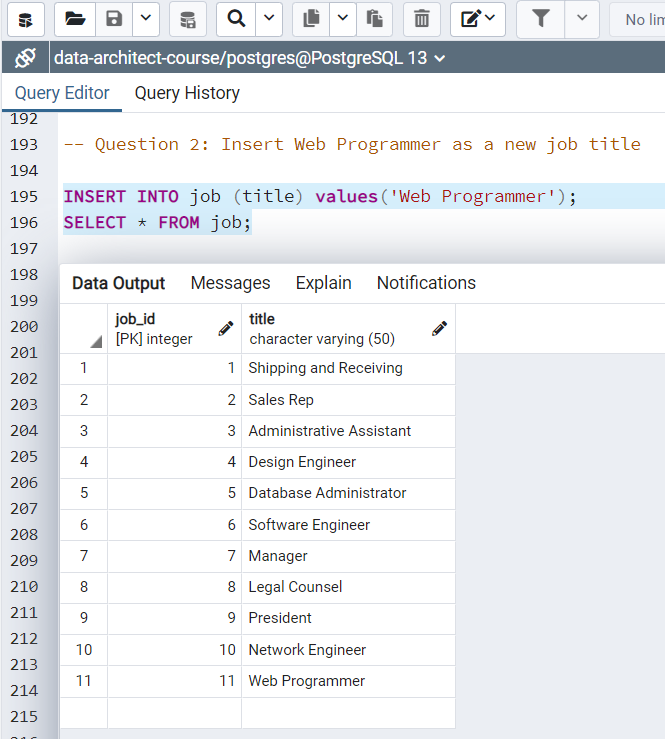 No lim
data-architect-course/postgres@PostgreSQL 13
Query Editor Query History
192
193 -- Question 2: Insert Web Programmer as a new job title
194
195 INSERT INTO job (title) values('Web Programmer');
196 SELECT * FROM job;
197
198 Data Output Messages Explain Notifications
199 job_id title
200 [PK] integer character varying (50)
201 1 1 Shipping and Receiving
202 2 2 Sales Rep
203 3 3 Administrative Assistant
204 4 4 Design Engineer
205 5 5 Database Administrator
206 6 6 Software Engineer
207
208 7 7 Manager
209 8 8 Legal Counsel
210
211 9 9 President
212 10 10 Network Engineer
213 11 11 Web Programmer
214
215